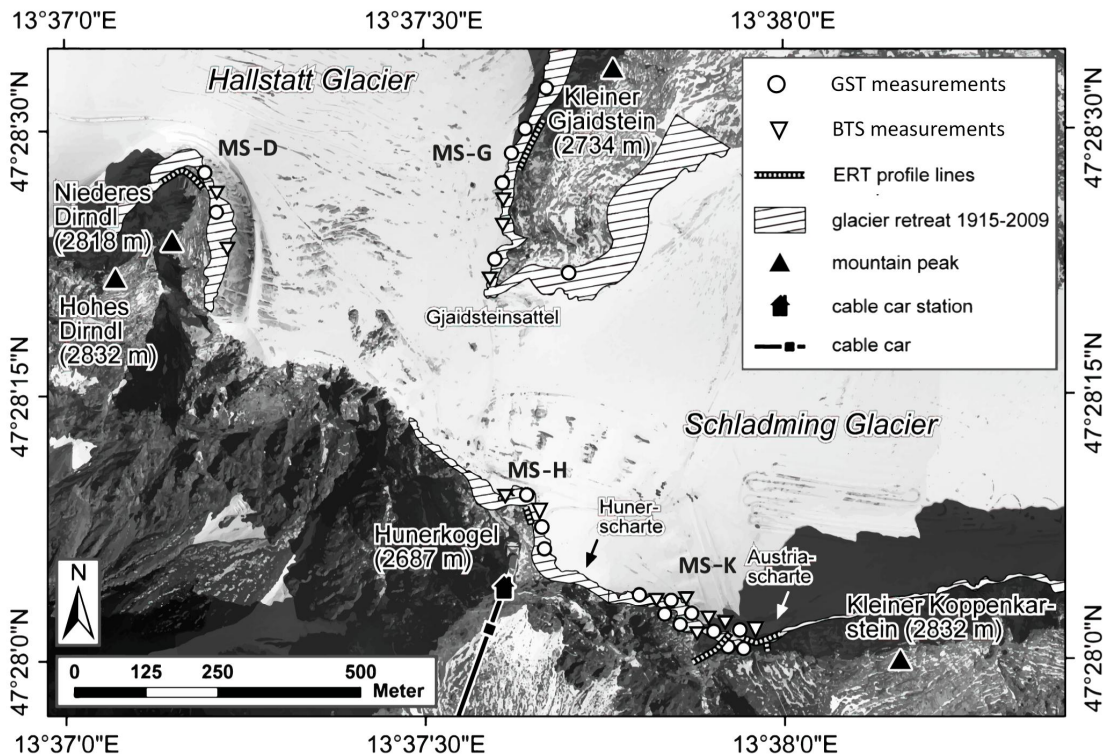 13°37'0"E
13°37'30"E
13°38'0"E
47°28'30"N
47°28'15"N
47°28'0"N
Hallstatt Glacier
MS-D
MS-G
Kleiner
Gjaidstein
(2734 m)
Niederes
Dirndl
(2818 m)
Hohes
Dirndl
(2832 m)
Gjaidsteinsattel
GST measurements
BTS measurements
ERT profile lines
glacier retreat 1915-2009
mountain peak
cable car station
cable car
47°28'30"N
47°28'15"N
47°28'0"N
Schladming Glacier
MS-H
Huner-
scharte
Hunerkogel
(2687 m)
MS-K
Austria-
scharte
Kleiner Koppenkar-
stein (2832 m)
N
0 125 250 500
Meter
13°37'0"E
13°37'30"E
13°38'0"E